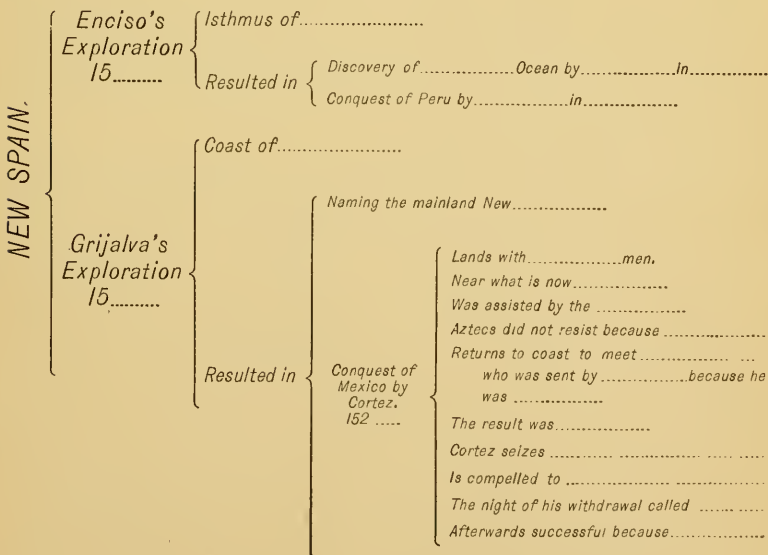 NEW SPAIN.
Enciso's
Exploration
15..........
Isthmus of..........................
Resulted in
Discovery of....................Ocean by....................in................
Conquest of Peru by....................in....................
Grijalva's
Exploration
15..........
Coast of..........................
Resulted in
Naming the mainland New....................
Conquest of
Mexico by
Cortez.
152 .....
Lands with....................men.
Near what is now....................
Was assisted by the ....................
Aztecs did not resist because ....................
Returns to coast to meet.................... ...
who was sent by ..................because he
was ....................
The result was....................
Cortez seizes .................... .................... ..... .....
Is compelled to .................... ....................
The night of his withdrawal called ....... .....
Afterwards successful because....................